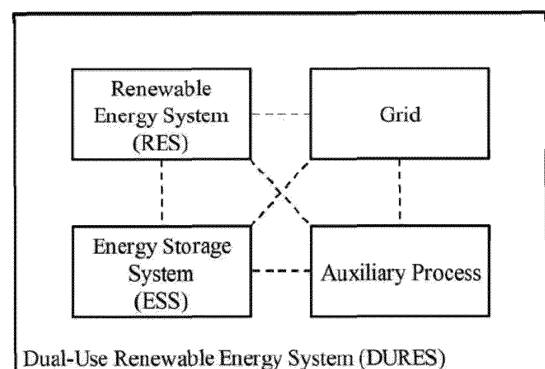 Renewable
Energy System
(RES)
Grid
Energy Storage
System
(ESS)
Auxiliary Process
Dual-Use Renewable Energy System (DURES)